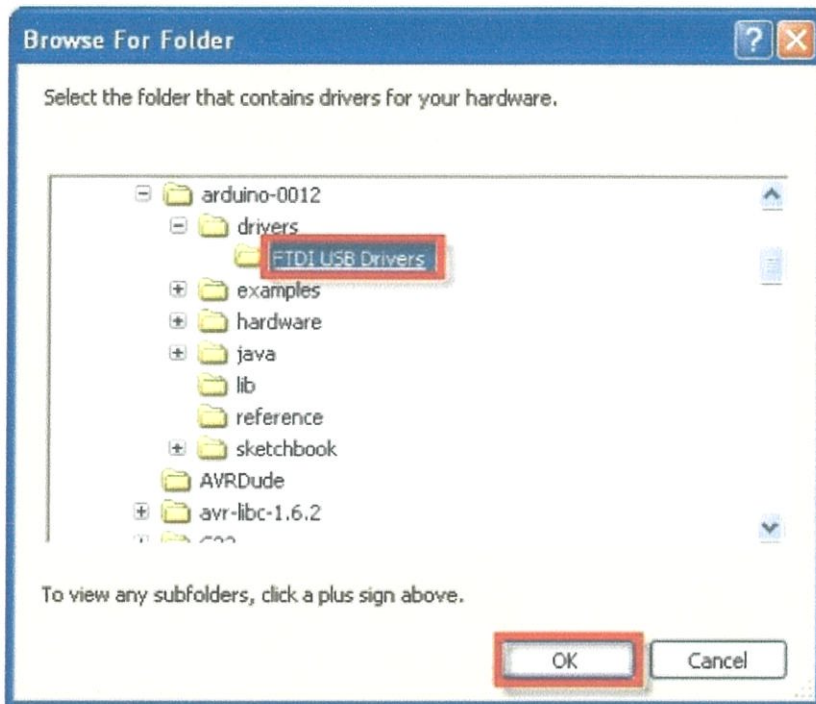 Browse For Folder
Select the folder that contains drivers for your hardware.
arduino-0012
drivers
FTDI USB Drivers
examples
hardware
java
lib
reference
sketchbook
AVRDude
avr-libc-1.6.2
To view any subfolders, click a plus sign above.
OK Cancel